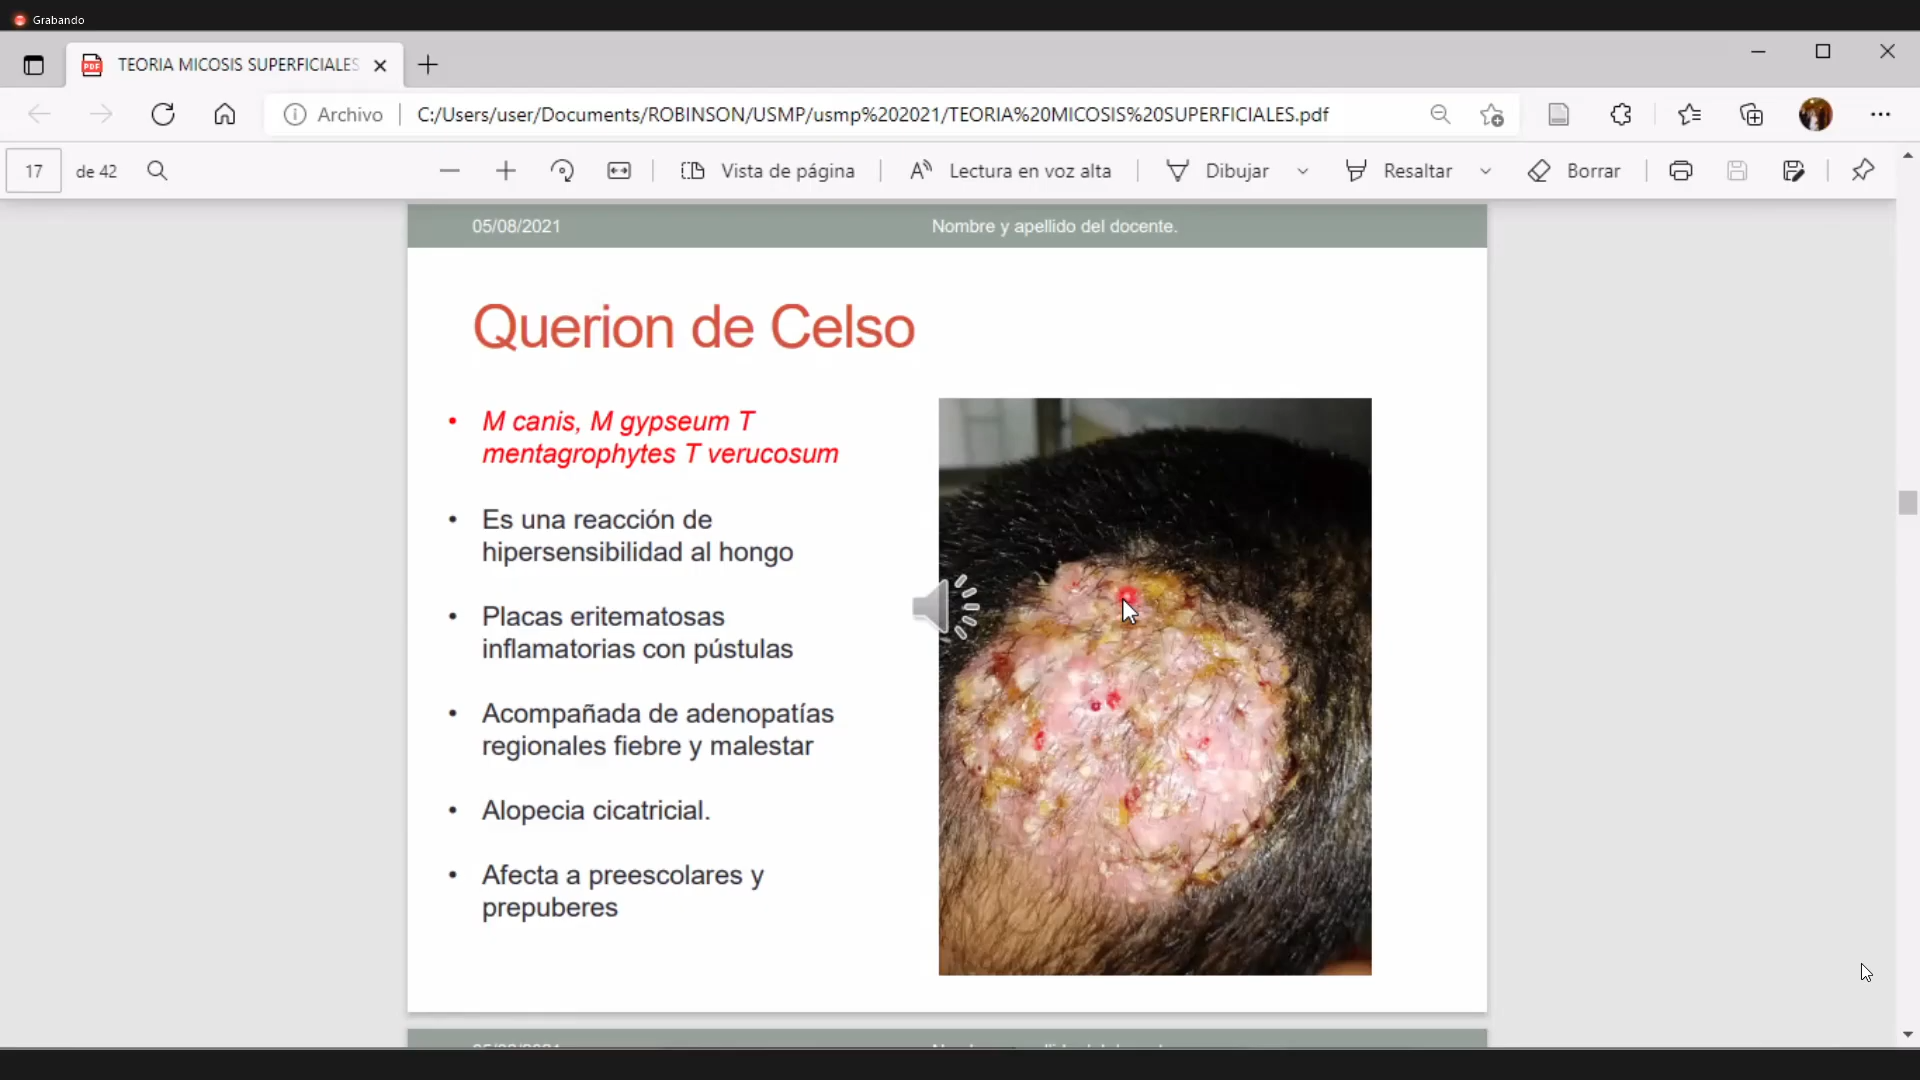 Grabando
TEORIA MICOSIS SUPERFICIALES
Archivo
C:/Users/user/Documents/ROBINSON/USMP/usmp%202021/TEORIA%20MICOSIS%20SUPERFICIALES.pdf
17 de 42
Vista de página
Lectura en voz alta
Dibujar
Resaltar
Borrar
05/08/2021
Nombre y apellido del docente.
Querion de Celso
• M canis, M gypseum T
mentagrophytes T verucosum
• Es una reacción de
hipersensibilidad al hongo
• Placas eritematosas
inflamatorias con pústulas
• Acompañada de adenopatías
regionales fiebre y malestar
• Alopecia cicatricial.
• Afecta a preescolares y
prepuberes